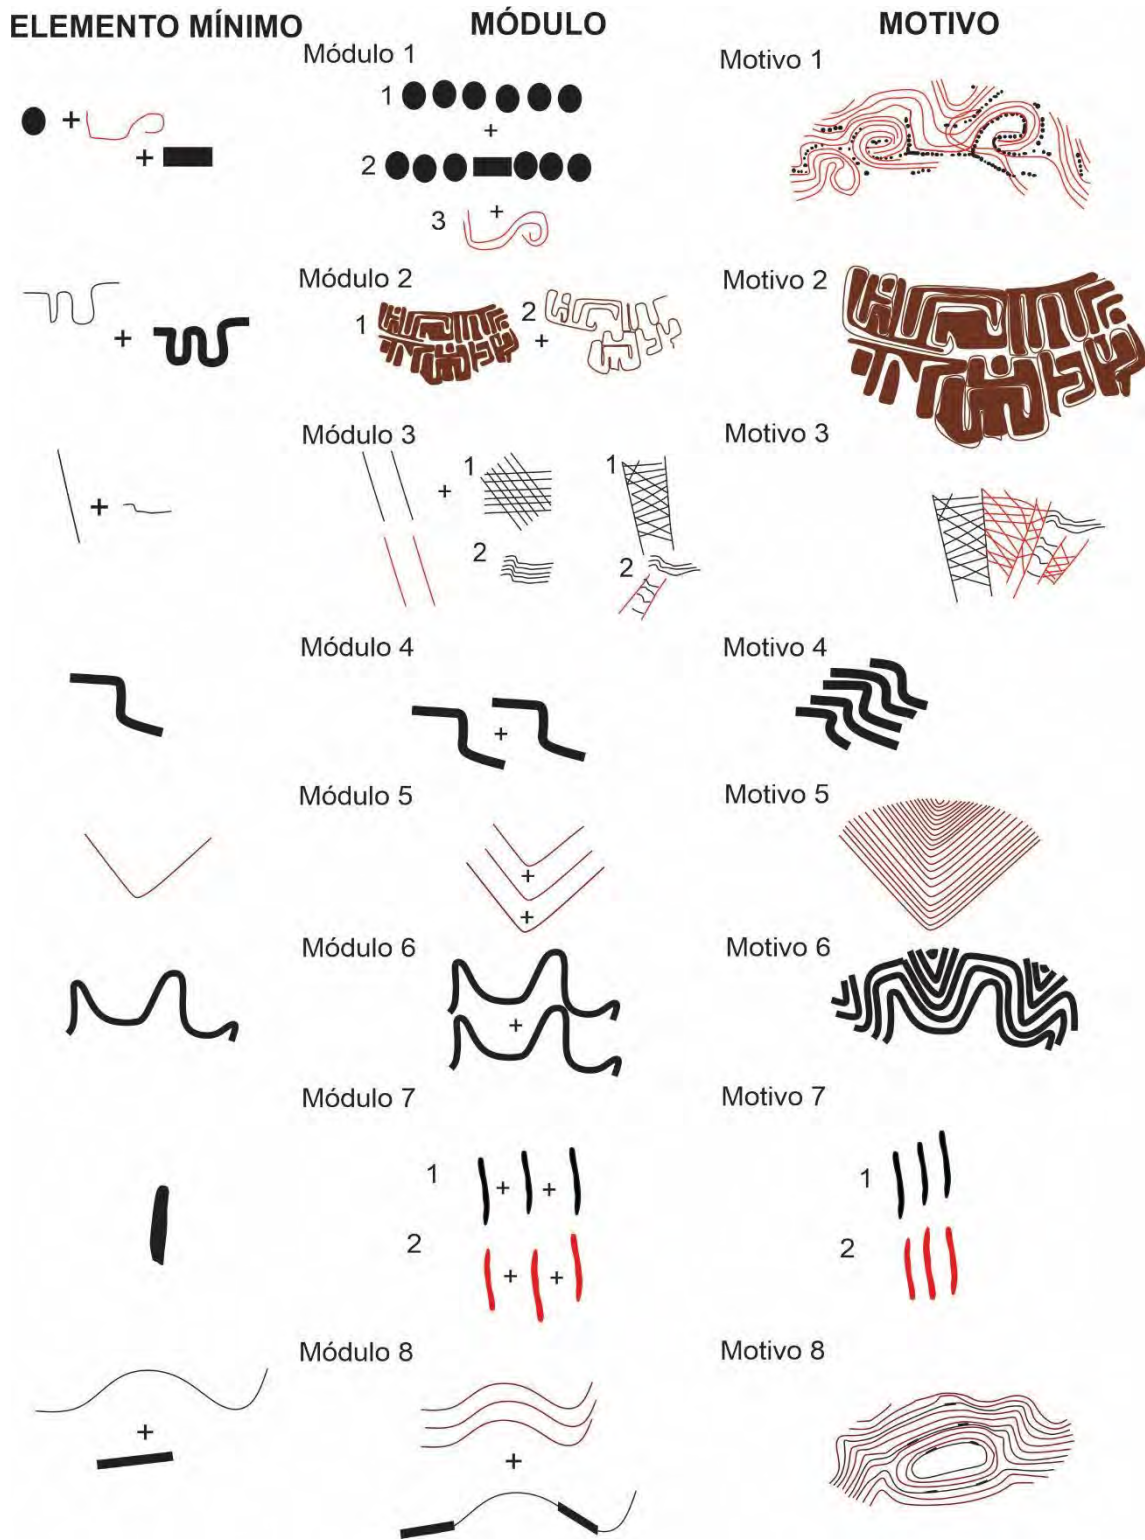 ELEMENTO MÍNIMO MÓDULO MOTIVO
Módulo 1 Motivo 1
1
+
+
+
2
+
3
Módulo 2 Motivo 2
1 2
+ +
Módulo 3 Motivo 3
1 1
+ +
2 2
Módulo 4 Motivo 4
+
Módulo 5 Motivo 5
+
+
Módulo 6 Motivo 6
+
Módulo 7 Motivo 7
1 + + 1
2 + + 2
Módulo 8 Motivo 8
+
+